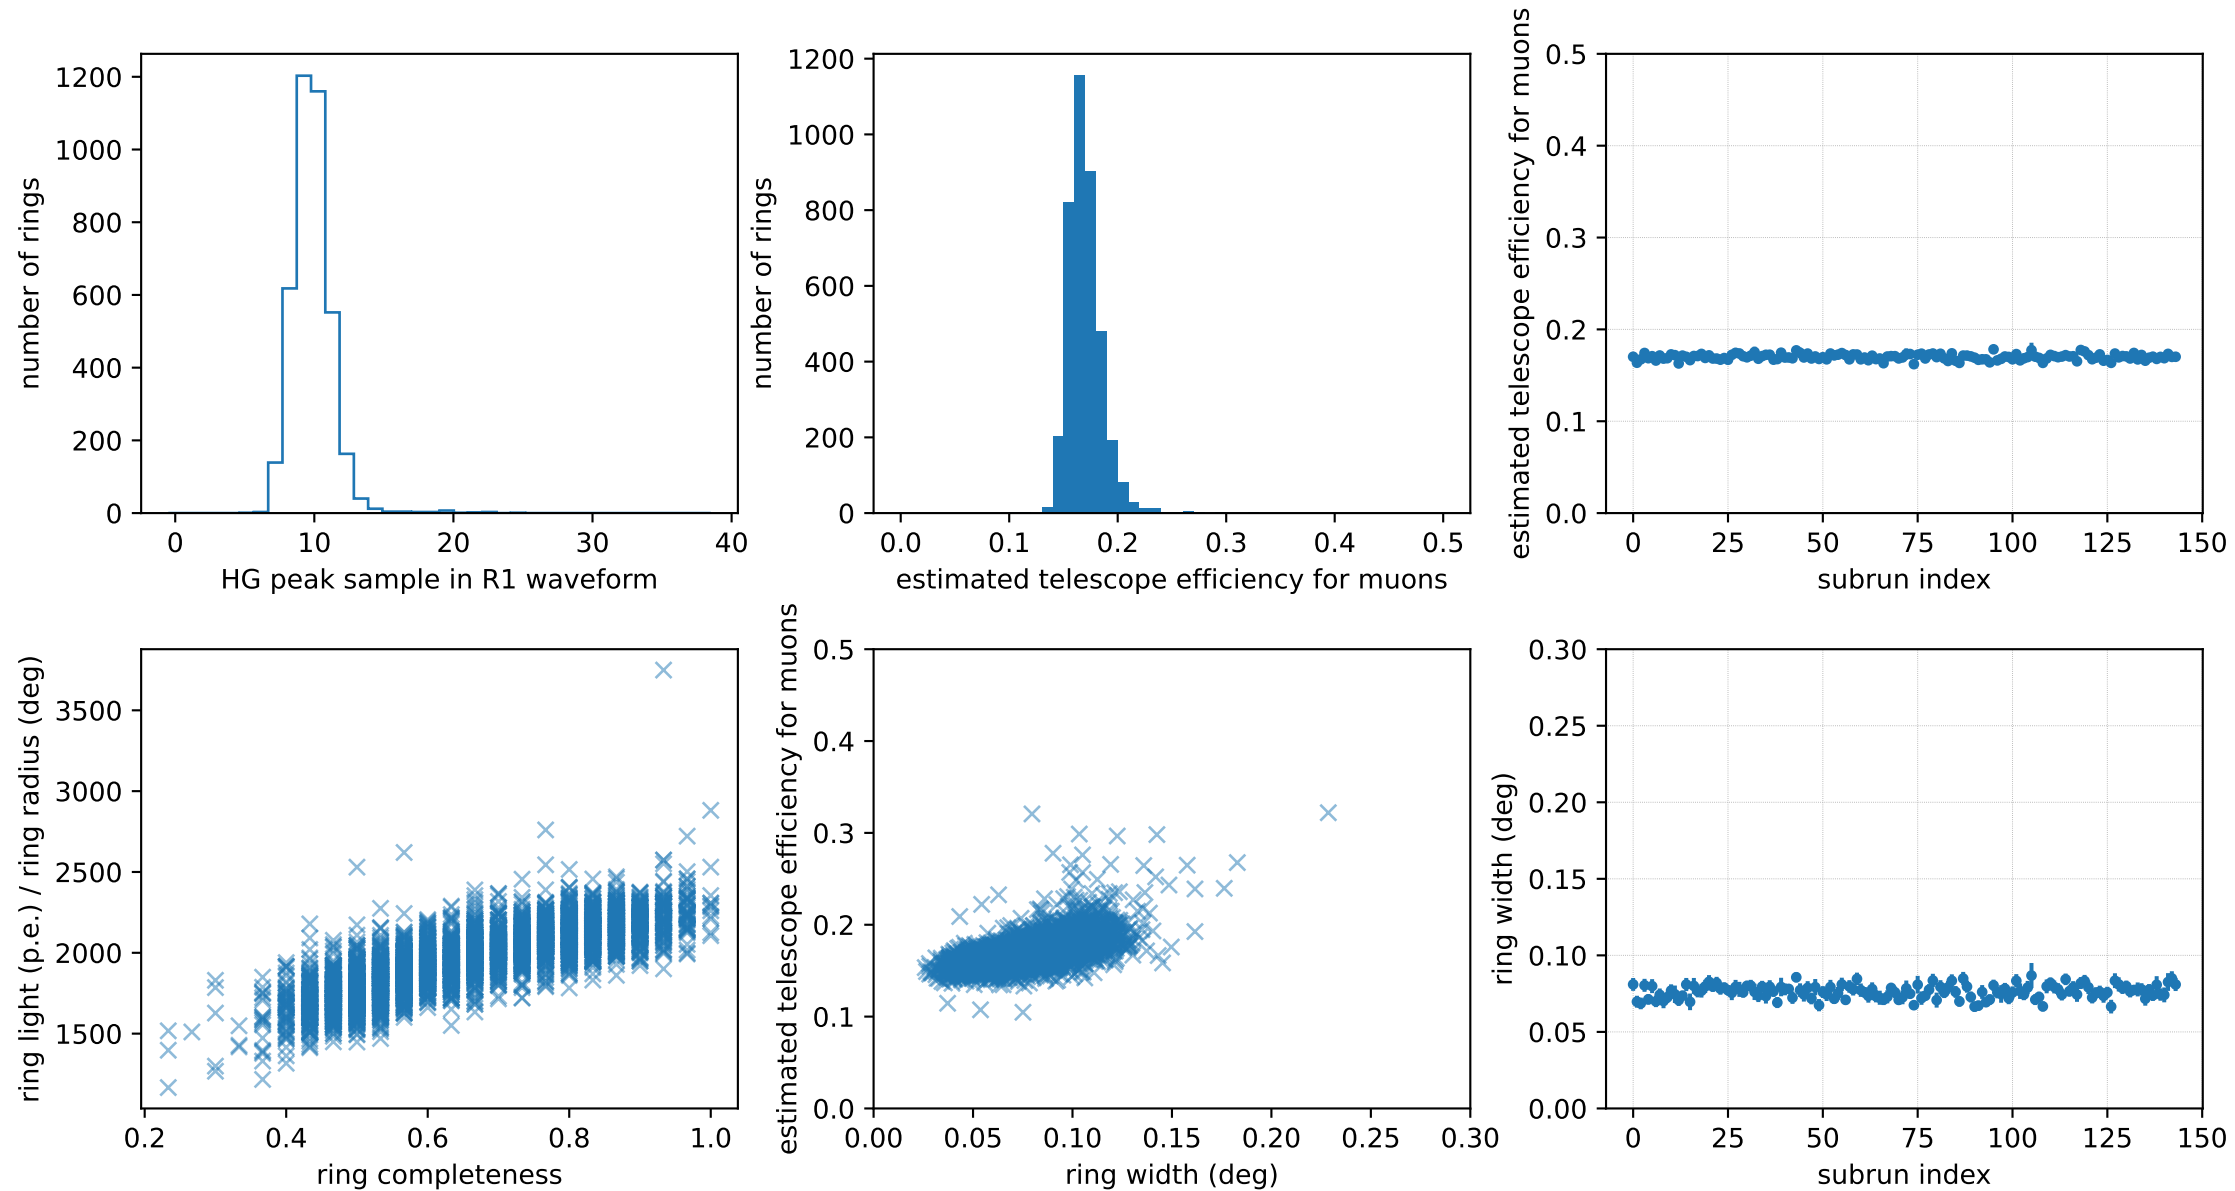 number of rings
1200
1000
800
600
400
200
0
0 10 20 30 40
HG peak sample in R1 waveform
number of rings
1200
1000
800
600
400
200
0
0.0 0.1 0.2 0.3 0.4 0.5
estimated telescope efficiency for muons
estimated telescope efficiency for muons
0.5
0.4
0.3
0.2
0.1
0.0
0 25 50 75 100 125 150
subrun index
ring light (p.e.) / ring radius (deg)
3500
3000
2500
2000
1500
0.2 0.4 0.6 0.8 1.0
ring completeness
estimated telescope efficiency for muons
0.5
0.4
0.3
0.2
0.1
0.0
0.00 0.05 0.10 0.15 0.20 0.25 0.30
ring width (deg)
ring width (deg)
0.30
0.25
0.20
0.15
0.10
0.05
0.00
0 25 50 75 100 125 150
subrun index